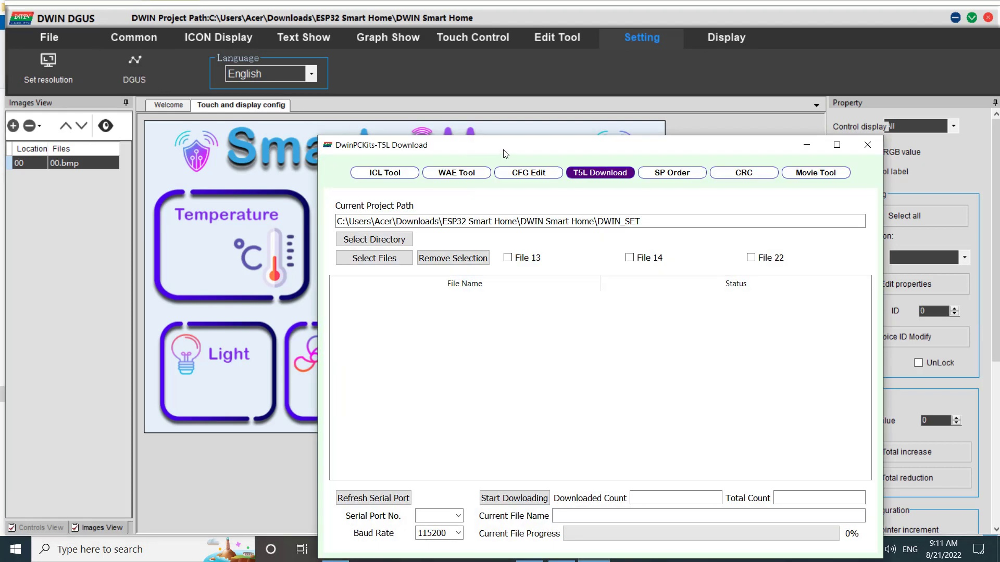 DWIN DGUS
DWIN Project Path:C:\Users\Acer\Downloads\ESP32 Smart Home\DWIN Smart Home
File Common ICON Display Text Show Graph Show Touch Control Edit Tool Setting Display
Language
English
Set resolution DGUS
Images View
Welcome Touch and display config
Property
Control display All
Location Files
00 00.bmp
Sma
RGB value
ol label
Select all
on:
Edit properties
ID 0
oice ID Modify
UnLock
lue 0
Total increase
Total reduction
uration
ointer increment
Temperature
°C
Light
DwinPCKits-T5L Download
ICL Tool WAE Tool CFG Edit T5L Download SP Order CRC Movie Tool
Current Project Path
C:\Users\Acer\Downloads\ESP32 Smart Home\DWIN Smart Home\DWIN_SET
Select Directory
Select Files Remove Selection File 13 File 14 File 22
File Name Status
Refresh Serial Port Start Dowloading Downloaded Count Total Count
Serial Port No. Current File Name
Baud Rate 115200 Current File Progress 0%
Controls View Images View
Type here to search
ENG
9:11 AM
8/21/2022